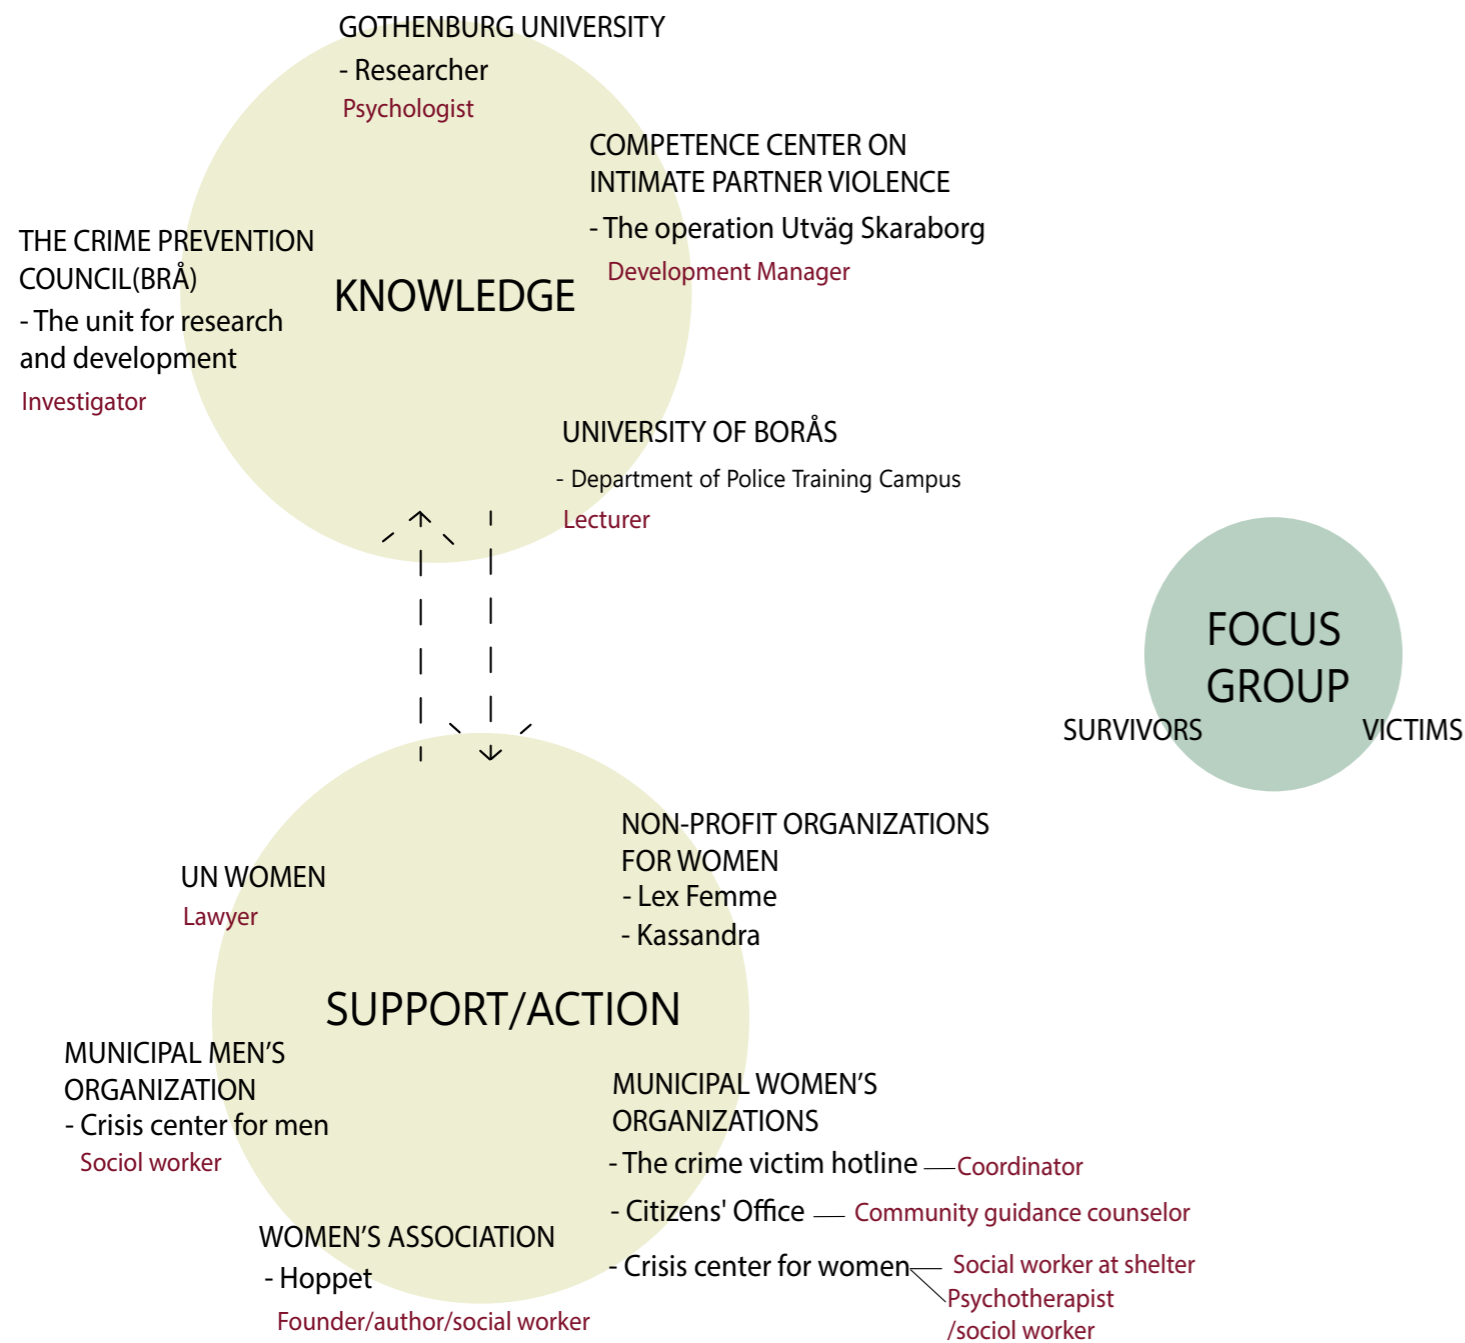 GOTHENBURG UNIVERSITY
- Researcher
Psychologist
COMPETENCE CENTER ON
INTIMATE PARTNER VIOLENCE
- The operation Utväg Skaraborg
Development Manager
THE CRIME PREVENTION
COUNCIL(BRÅ)
- The unit for research
and development
Investigator
KNOWLEDGE
UNIVERSITY OF BORÅS
- Department of Police Training Campus
Lecturer
FOCUS
GROUP
SURVIVORS
VICTIMS
NON-PROFIT ORGANIZATIONS
FOR WOMEN
- Lex Femme
- Kassandra
UN WOMEN
Lawyer
SUPPORT/ACTION
MUNICIPAL MEN'S
ORGANIZATION
- Crisis center for men
Sociol worker
MUNICIPAL WOMEN'S
ORGANIZATIONS
- The crime victim hotline
Coordinator
- Citizens' Office
Community guidance counselor
- Crisis center for women
Social worker at shelter
Psychotherapist
/sociol worker
WOMEN'S ASSOCIATION
- Hoppet
Founder/author/social worker